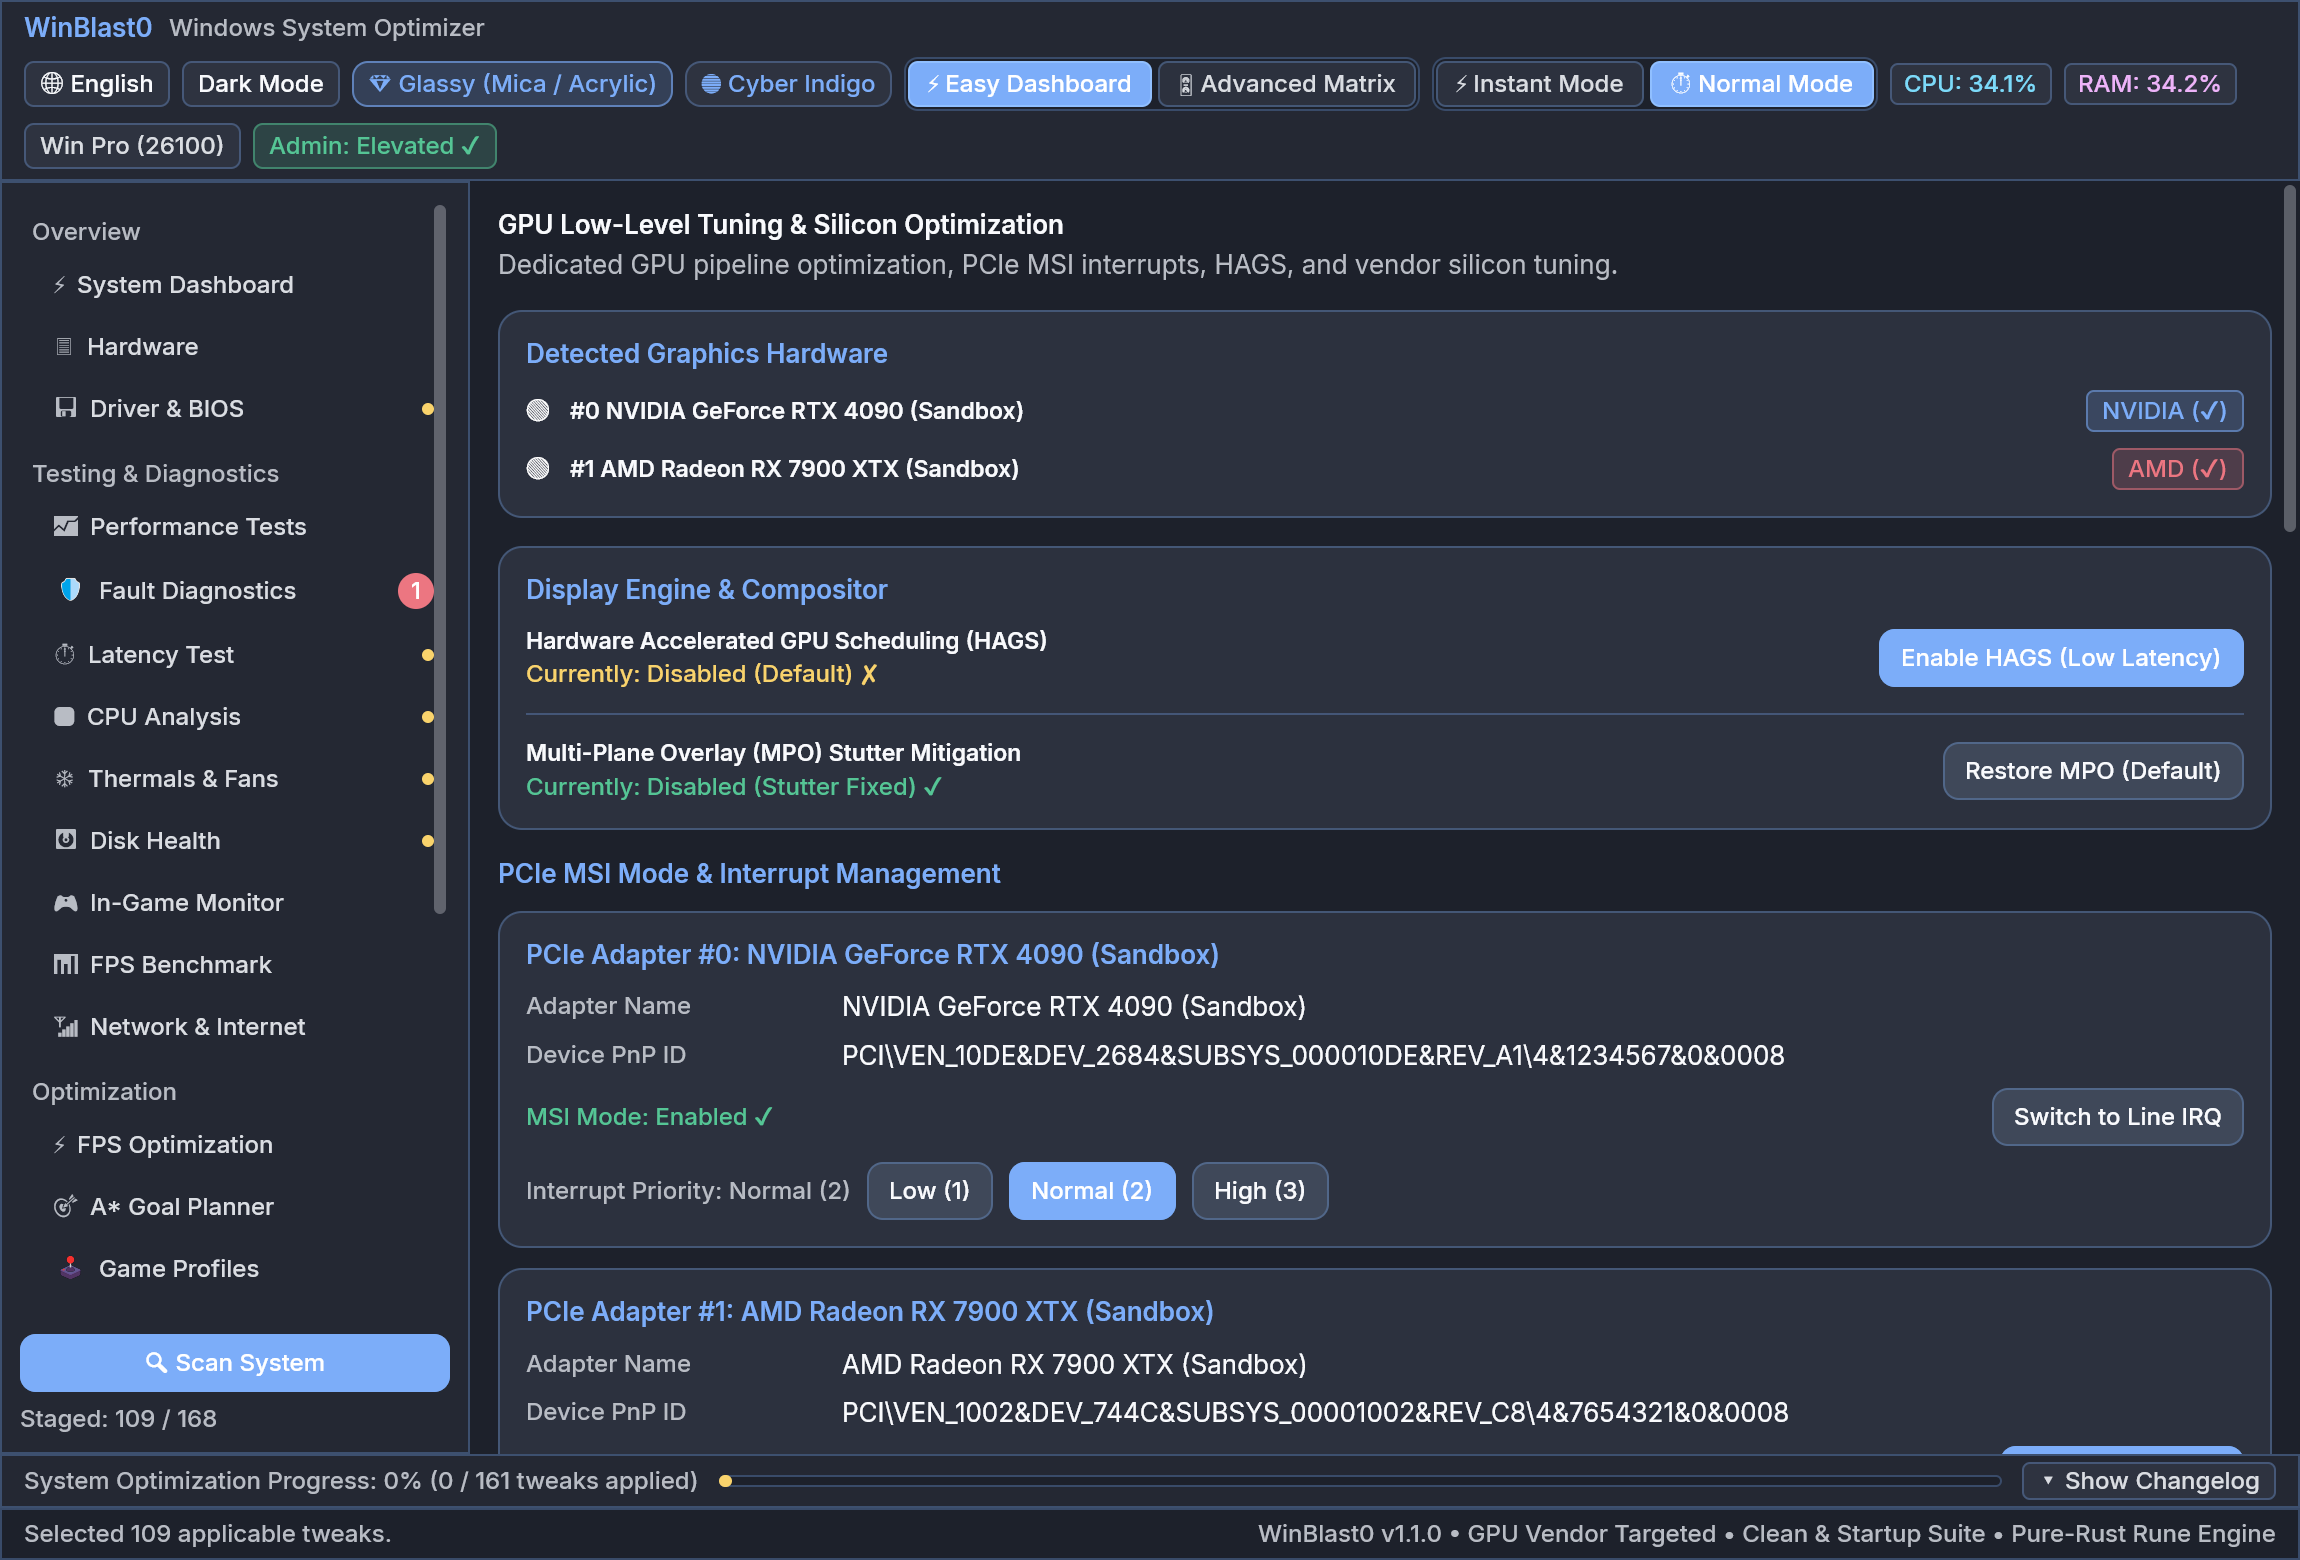 WinBlast0 Windows System Optimizer
English Dark Mode Glassy (Mica / Acrylic) Cyber Indigo ⚡Easy Dashboard Advanced Matrix ⚡Instant Mode ⏱ Normal Mode CPU: 34.1% RAM: 34.2%
Win Pro (26100) Admin: Elevated ✓
Overview
⚡ System Dashboard
Hardware
Driver & BIOS
Testing & Diagnostics
Performance Tests
Fault Diagnostics 1
Latency Test
CPU Analysis
Thermals & Fans
Disk Health
In-Game Monitor
FPS Benchmark
Network & Internet
Optimization
⚡ FPS Optimization
A* Goal Planner
Game Profiles
Scan System
Staged: 109 / 168
GPU Low-Level Tuning & Silicon Optimization
Dedicated GPU pipeline optimization, PCIe MSI interrupts, HAGS, and vendor silicon tuning.
Detected Graphics Hardware
#0 NVIDIA GeForce RTX 4090 (Sandbox) NVIDIA (✓)
#1 AMD Radeon RX 7900 XTX (Sandbox) AMD (✓)
Display Engine & Compositor
Hardware Accelerated GPU Scheduling (HAGS)
Currently: Disabled (Default) ✗
Enable HAGS (Low Latency)
Multi-Plane Overlay (MPO) Stutter Mitigation
Currently: Disabled (Stutter Fixed) ✓
Restore MPO (Default)
PCIe MSI Mode & Interrupt Management
PCIe Adapter #0: NVIDIA GeForce RTX 4090 (Sandbox)
Adapter Name NVIDIA GeForce RTX 4090 (Sandbox)
Device PnP ID PCI\VEN_10DE&DEV_2684&SUBSYS_000010DE&REV_A1\4&1234567&0&0008
MSI Mode: Enabled ✓ Switch to Line IRQ
Interrupt Priority: Normal (2) Low (1) Normal (2) High (3)
PCIe Adapter #1: AMD Radeon RX 7900 XTX (Sandbox)
Adapter Name AMD Radeon RX 7900 XTX (Sandbox)
Device PnP ID PCI\VEN_1002&DEV_744C&SUBSYS_00001002&REV_C8\4&7654321&0&0008
System Optimization Progress: 0% (0 / 161 tweaks applied) ▼ Show Changelog
Selected 109 applicable tweaks. WinBlast0 v1.1.0 • GPU Vendor Targeted • Clean & Startup Suite • Pure-Rust Rune Engine